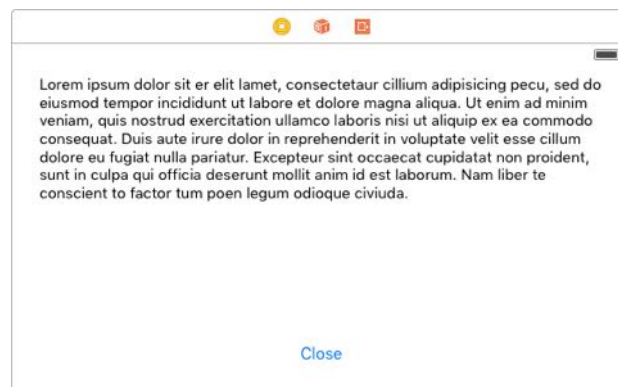 Lorem ipsum dolor sit er elit lamet, consectetaur cillium adipisicing pecu, sed do
eiusmod tempor incididunt ut labore et dolore magna aliqua. Ut enim ad minim
veniam, quis nostrud exercitation ullamco laboris nisi ut aliquip ex ea commodo
consequat. Duis aute irure dolor in reprehenderit in voluptate velit esse cillum
dolore eu fugiat nulla pariatur. Excepteur sint occaecat cupidatat non proident,
sunt in culpa qui officia deserunt mollit anim id est laborum. Nam liber te
conscient to factor tum poen legum odioque civiuda.
Close